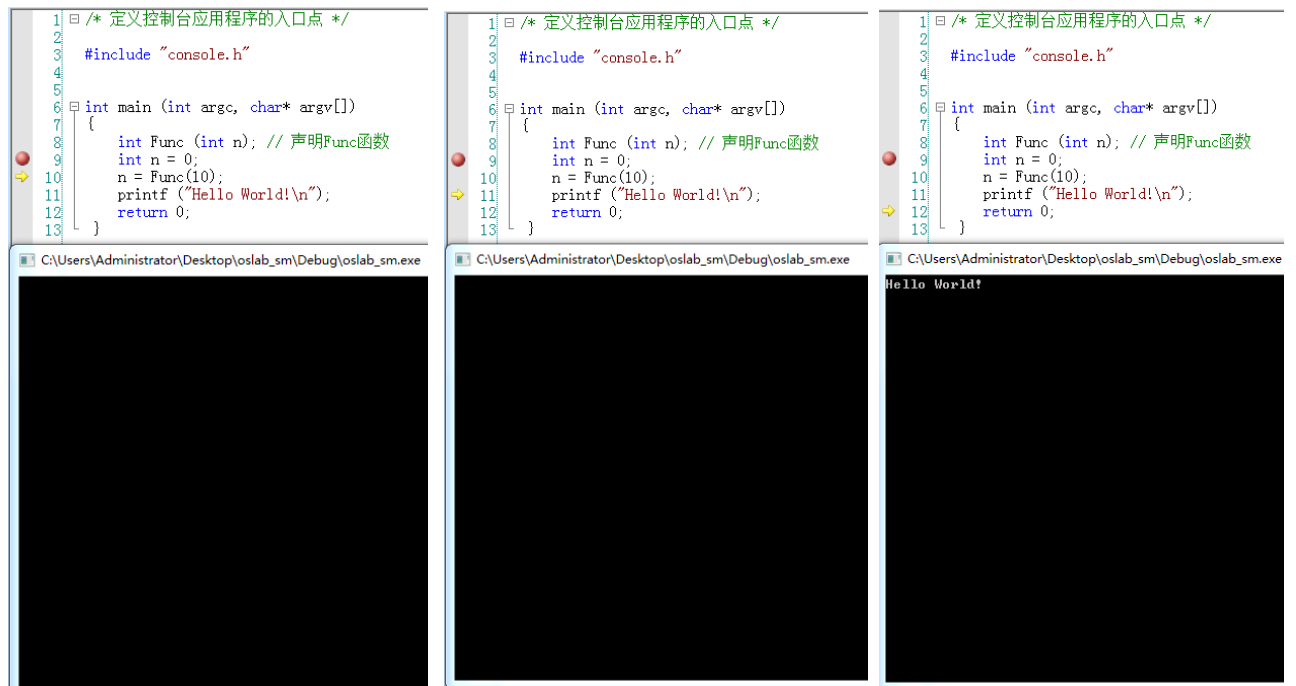 1 /* 定义控制台应用程序的入口点 */
2
3 #include "console.h"
4
5
6 int main (int argc, char* argv[])
7 {
8 int Func (int n); // 声明Func函数
9 int n = 0;
10 n = Func(10);
11 printf ("Hello World!\n");
12 return 0;
13 }
C:\Users\Administrator\Desktop\oslab_sm\Debug\oslab_sm.exe
1 /* 定义控制台应用程序的入口点 */
2
3 #include "console.h"
4
5
6 int main (int argc, char* argv[])
7 {
8 int Func (int n); // 声明Func函数
9 int n = 0;
10 n = Func(10);
11 printf ("Hello World!\n");
12 return 0;
13 }
C:\Users\Administrator\Desktop\oslab_sm\Debug\oslab_sm.exe
1 /* 定义控制台应用程序的入口点 */
2
3 #include "console.h"
4
5
6 int main (int argc, char* argv[])
7 {
8 int Func (int n); // 声明Func函数
9 int n = 0;
10 n = Func(10);
11 printf ("Hello World!\n");
12 return 0;
13 }
C:\Users\Administrator\Desktop\oslab_sm\Debug\oslab_sm.exe
Hello World!